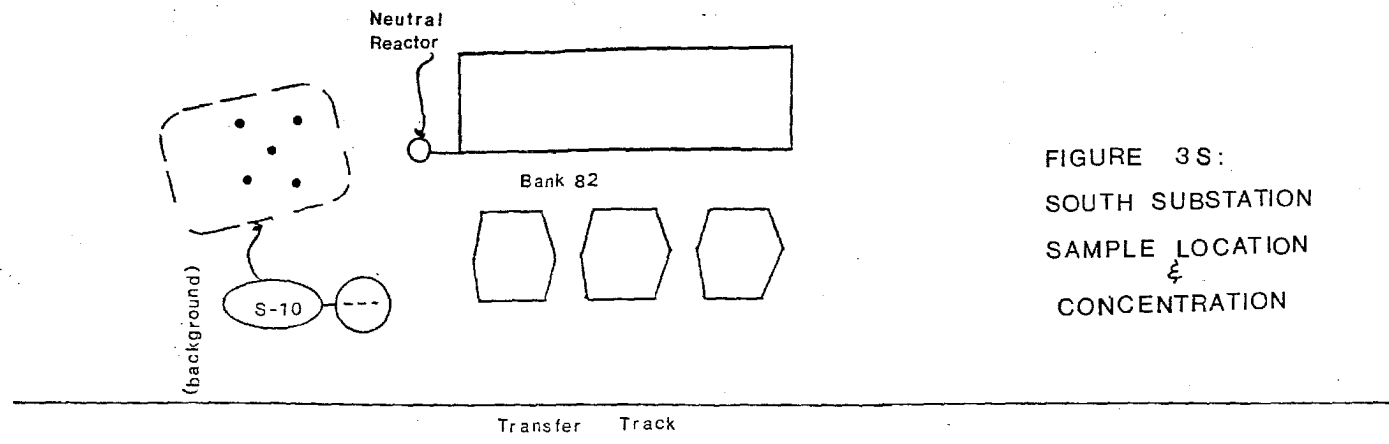 Neutral
Reactor
Bank 82
S-10
---
(background)
Transfer Track
FIGURE 3S:
SOUTH SUBSTATION
SAMPLE LOCATION
&
CONCENTRATION